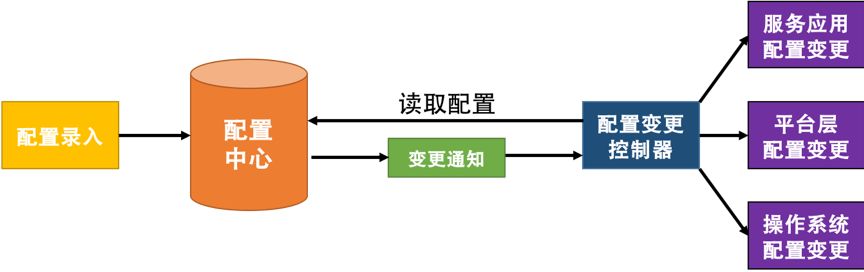 配置录入
配置
中心
读取配置
变更通知
配置变更
控制器
服务应用
配置变更
平台层
配置变更
操作系统
配置变更